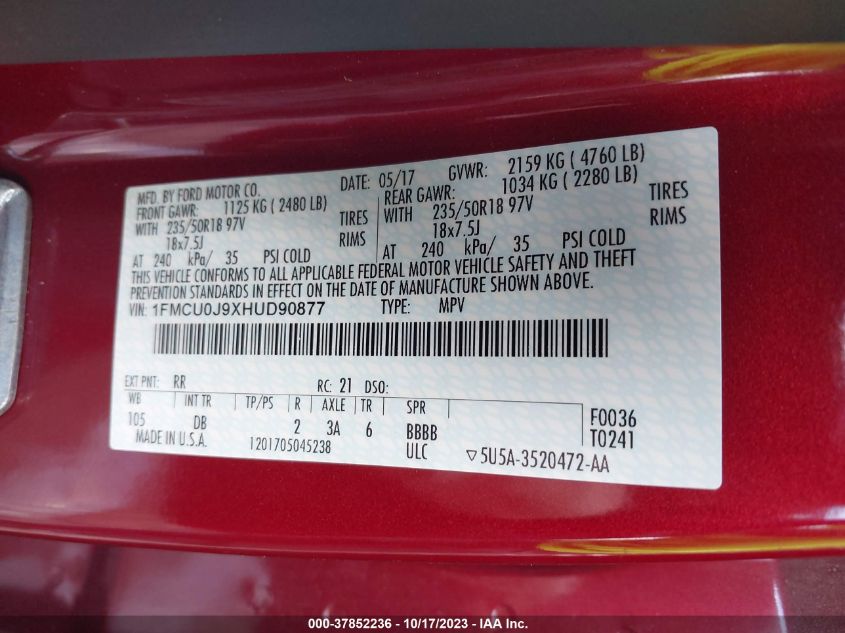 MFD. BY FORD MOTOR CO. DATE: 05/17 GVWR: 2159 KG ( 4760 LB)
FRONT GAWR: 1125 KG ( 2480 LB) REAR GAWR: 1034 KG ( 2280 LB)
WITH 235/50R18 97V TIRES WITH 235/50R18 97V TIRES
18x7.5J RIMS 18x7.5J RIMS
AT 240 kPa/ 35 PSI COLD AT 240 kPa/ 35 PSI COLD
THIS VEHICLE CONFORMS TO ALL APPLICABLE FEDERAL MOTOR VEHICLE SAFETY AND THEFT
PREVENTION STANDARDS IN EFFECT ON THE DATE OF MANUFACTURE SHOWN ABOVE.
VIN: 1FMCU0J9XHUD90877 TYPE: MPV
EXT PNT: RR RC: 21 DSO:
WB INT TR TP/PS R AXLE TR SPR
105 DB 2 3A 6 BBBB F0036
MADE IN U.S.A. 1201705045238 ULC ▽5U5A-3520472-AA T0241
000-37852236 - 10/17/2023 - Copyright © 2023 IAA, Inc.